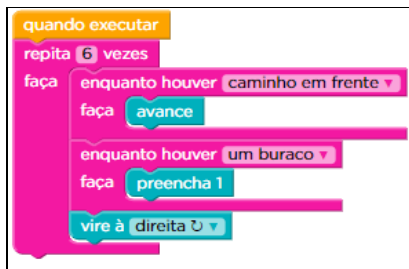 quando executar
repita 6 vezes
faça enquanto houver caminho em frente ▼
faça avance
enquanto houver um buraco ▼
faça preencha 1
vire à direita ↻ ▼